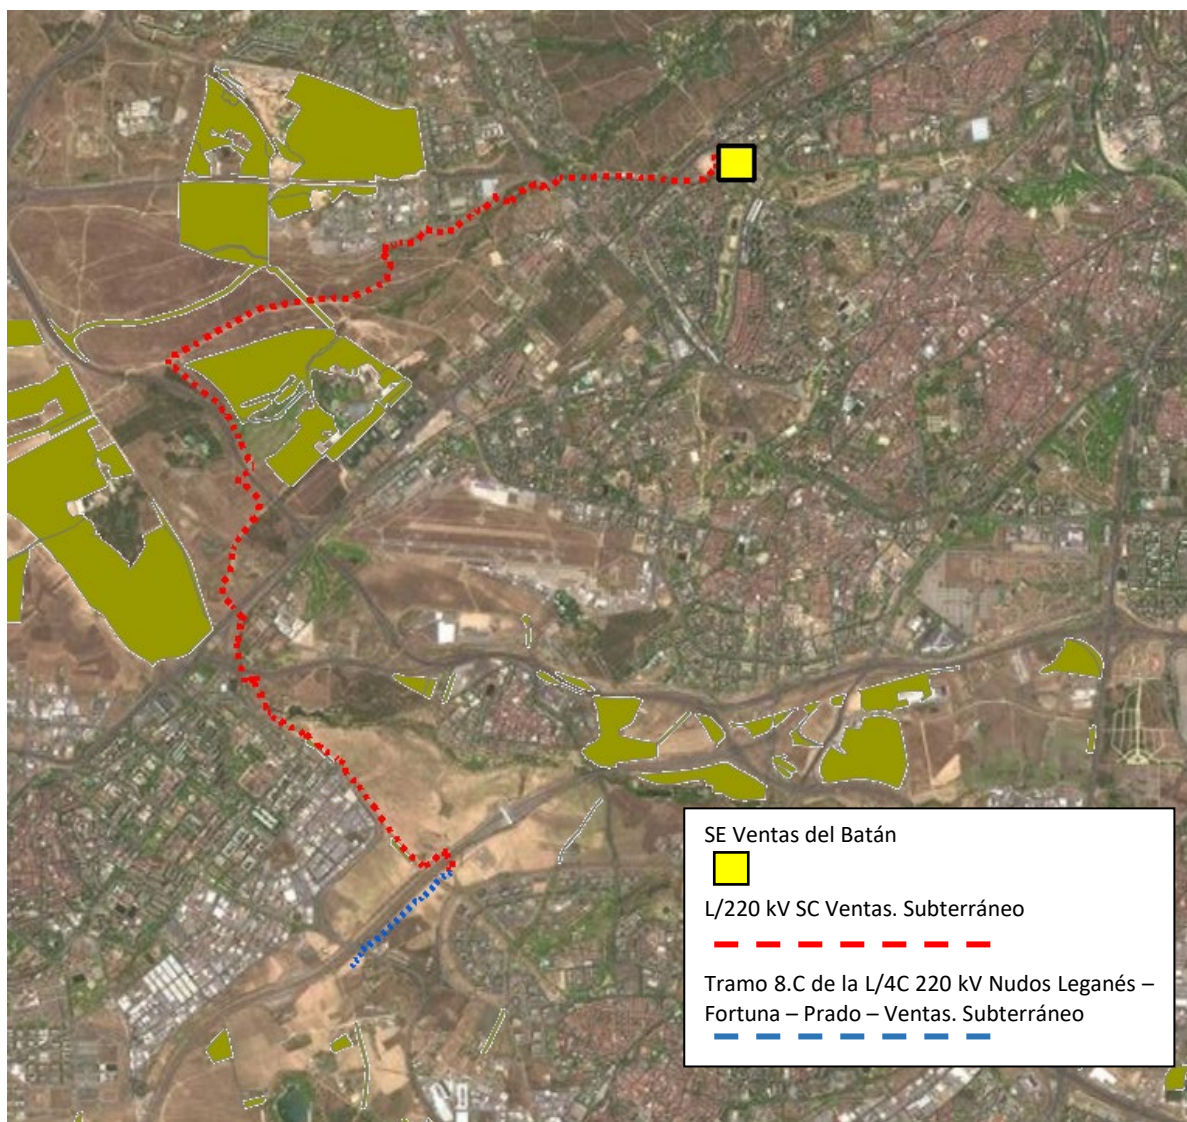 SE Ventas del Batán
L/220 kV SC Ventas. Subterráneo
Tramo 8.C de la L/4C 220 kV Nudos Leganés –
Fortuna – Prado – Ventas. Subterráneo